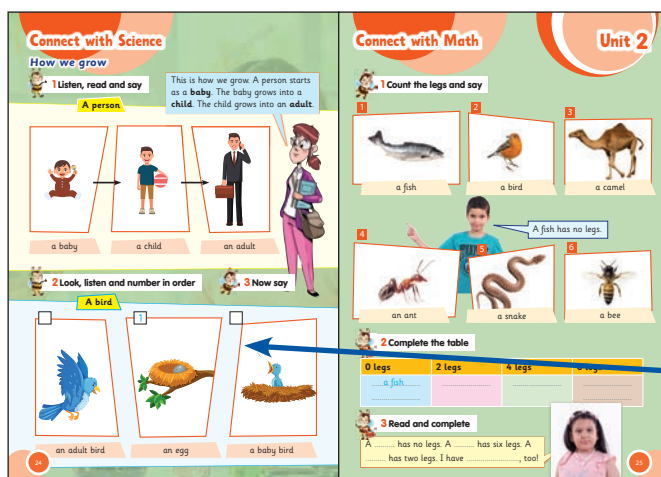 Connect with Science
How we grow
1 Listen, read and say
This is how we grow. A person starts
as a baby. The baby grows into a
child. The child grows into an adult.
A person
a baby
a child
an adult
2 Look, listen and number in order
3 Now say
A bird
1
an adult bird
an egg
a baby bird
24
Connect with Math
Unit 2
1 Count the legs and say
1
2
3
a fish
a bird
a camel
A fish has no legs.
4
5
6
an ant
a snake
a bee
2 Complete the table
0 legs
2 legs
4 legs
a fish
3 Read and complete
A .......... has no legs. A .......... has six legs. A
.......... has two legs. I have ...................., too!
25